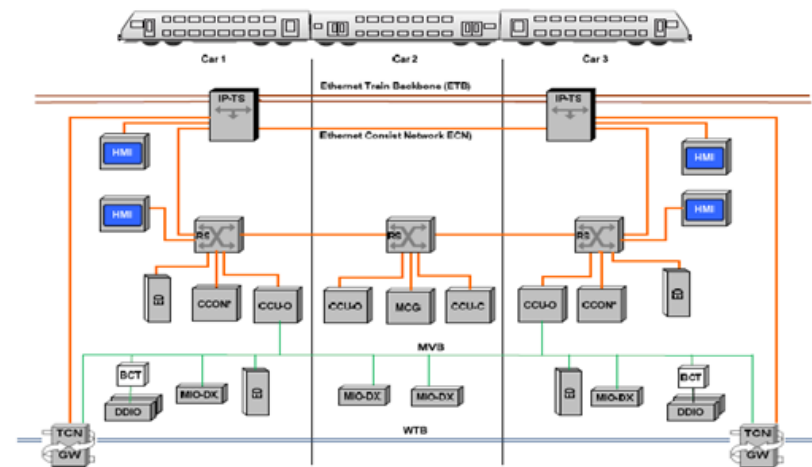 Car 1
Car 2
Car 3
Ethernet Train Backbone (ETB)
IP-TS
IP-TS
Ethernet Consist Network ECN)
HMI
HMI
HMI
HMI
RS
RS
RS
CCON*
CCU-O
CCU-O
MCG
CCU-C
CCU-O
CCON*
MVB
BCT
DDIO
MIO-DX
MIO-DX
MIO-DX
MIO-DX
BCT
DDIO
WTB
TCN
GW
TCN
GW